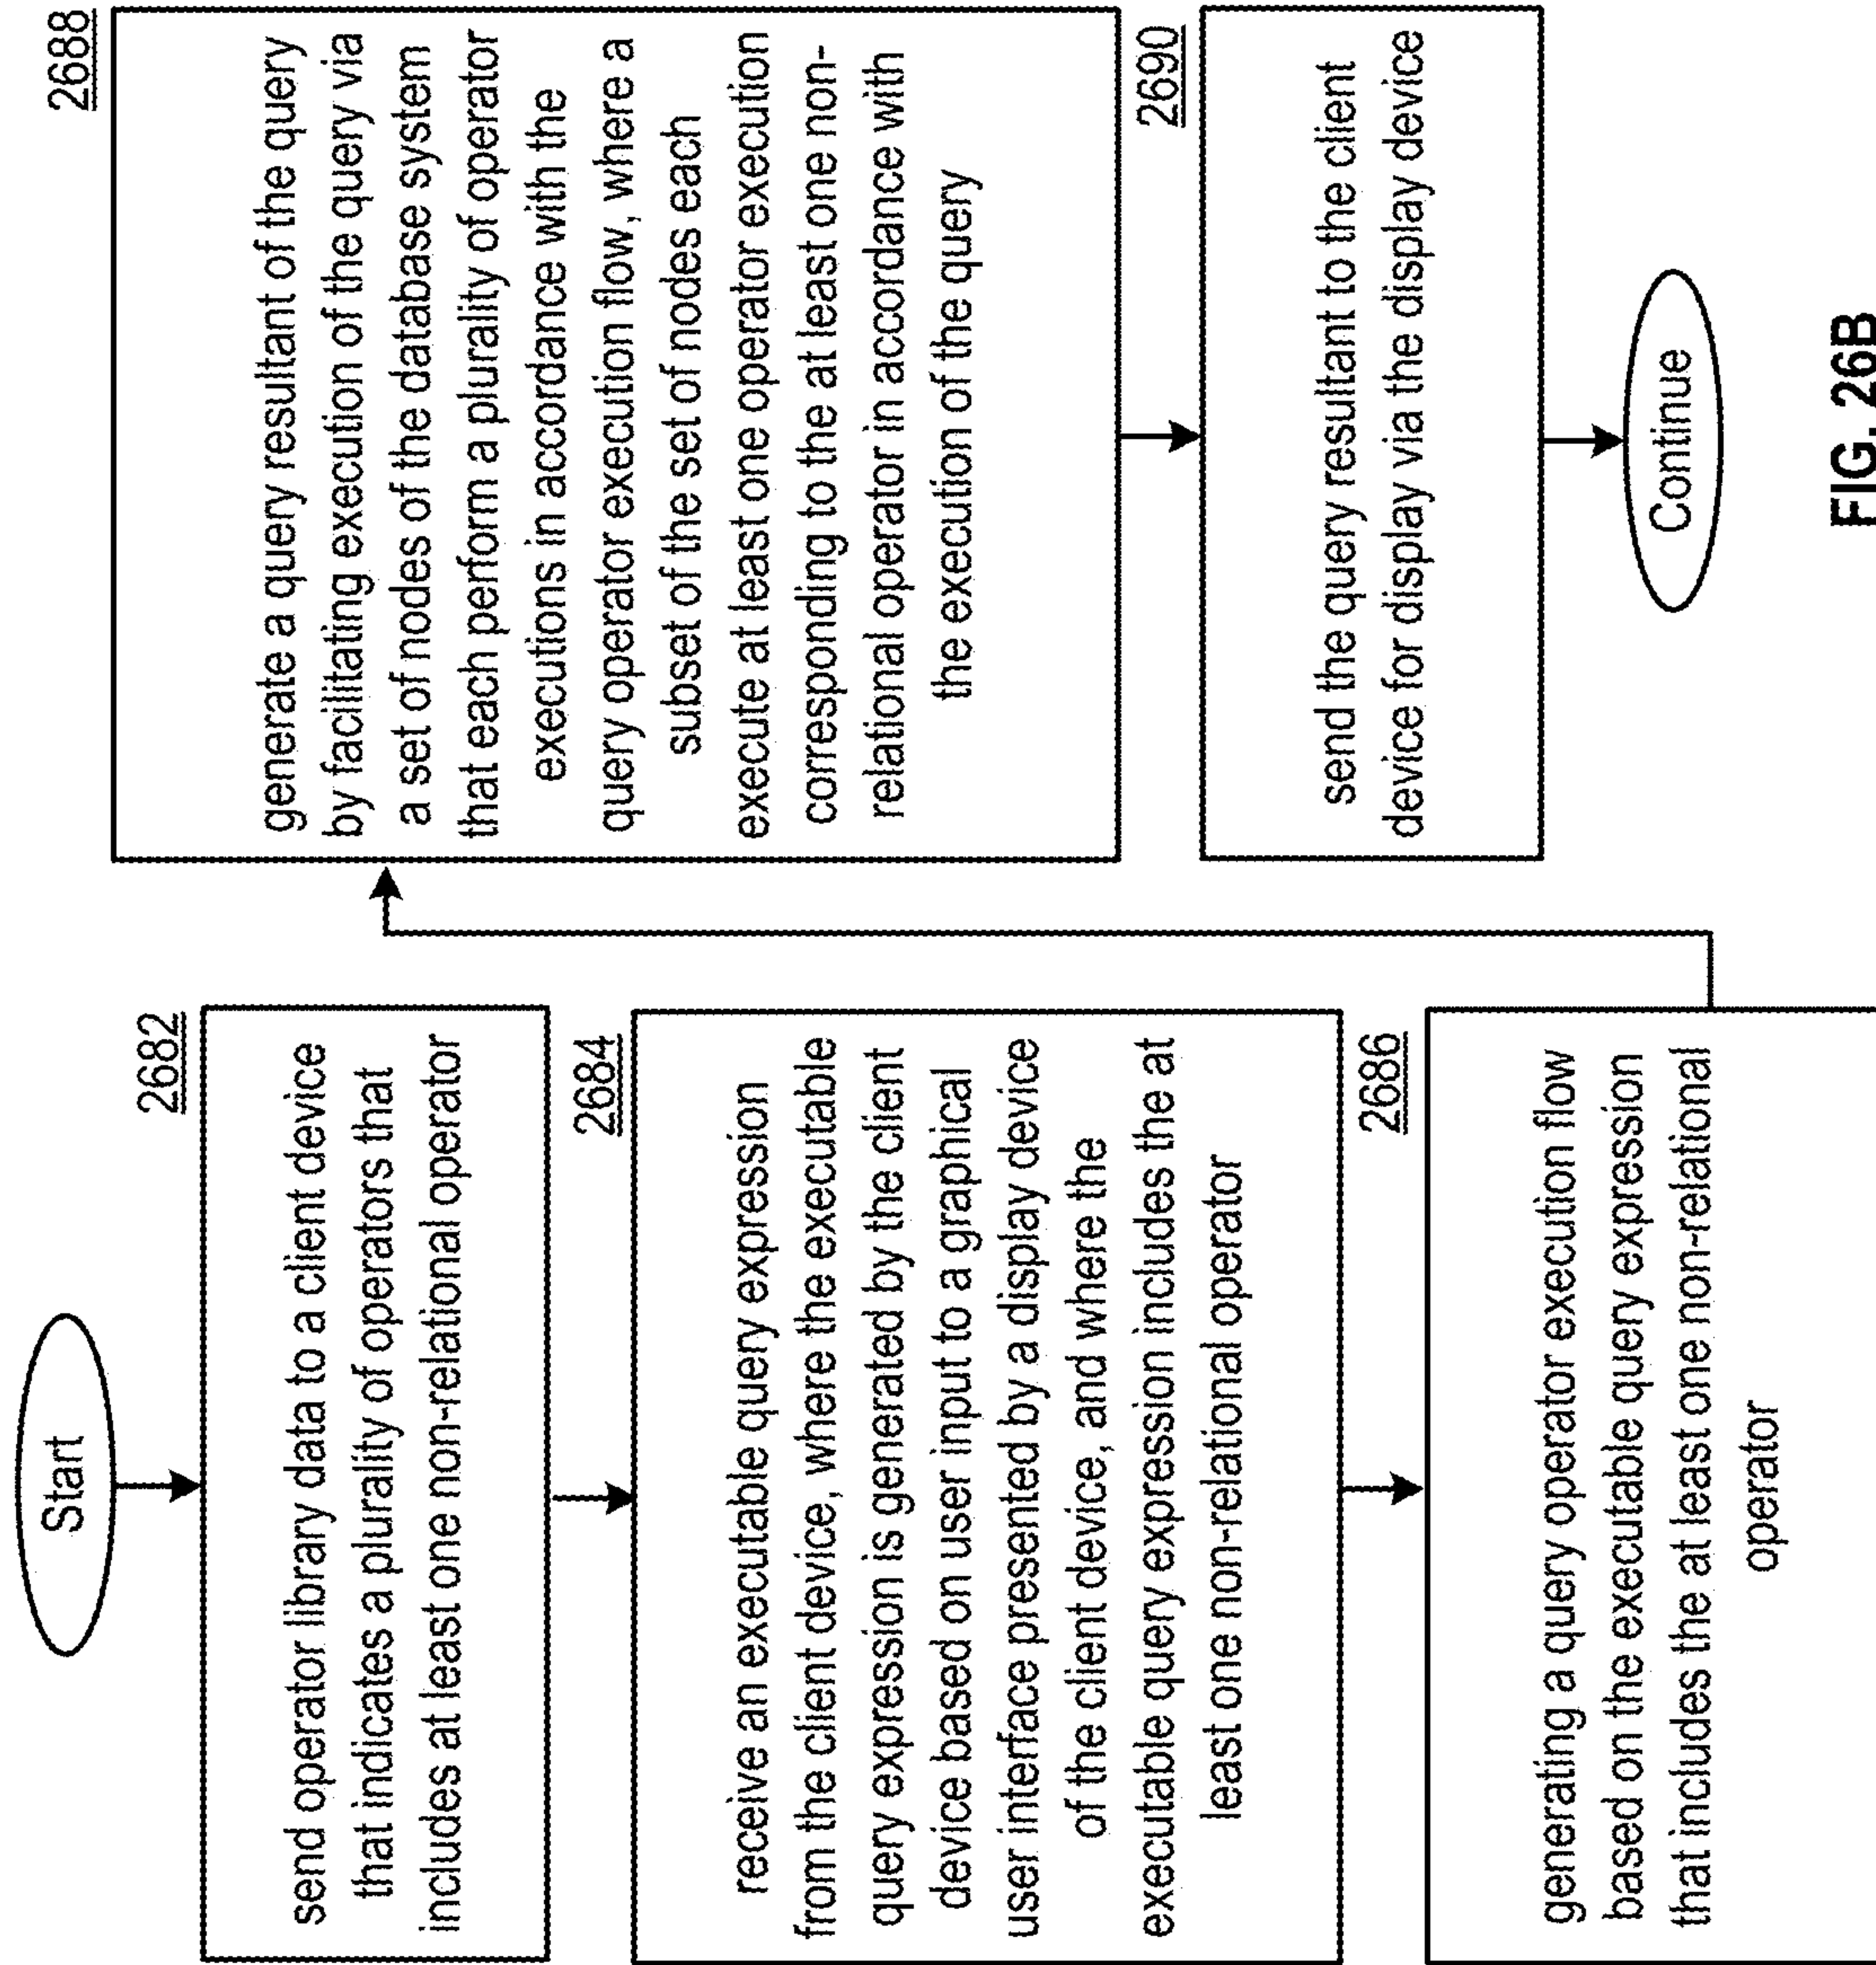 Start
2682
send operator library data to a client device
that indicates a plurality of operators that
includes at least one non-relational operator
2684
receive an executable query expression
from the client device, where the executable
query expression is generated by the client
device based on user input to a graphical
user interface presented by a display device
of the client device, and where the
executable query expression includes the at
least one non-relational operator
2686
generating a query operator execution flow
based on the executable query expression
that includes the at least one non-relational
operator
2688
generate a query resultant of the query
by facilitating execution of the query via
a set of nodes of the database system
that each perform a plurality of operator
executions in accordance with the
query operator execution flow, where a
subset of the set of nodes each
execute at least one operator execution
corresponding to the at least one non-
relational operator in accordance with
the execution of the query
2690
send the query resultant to the client
device for display via the display device
Continue
FIG. 26B